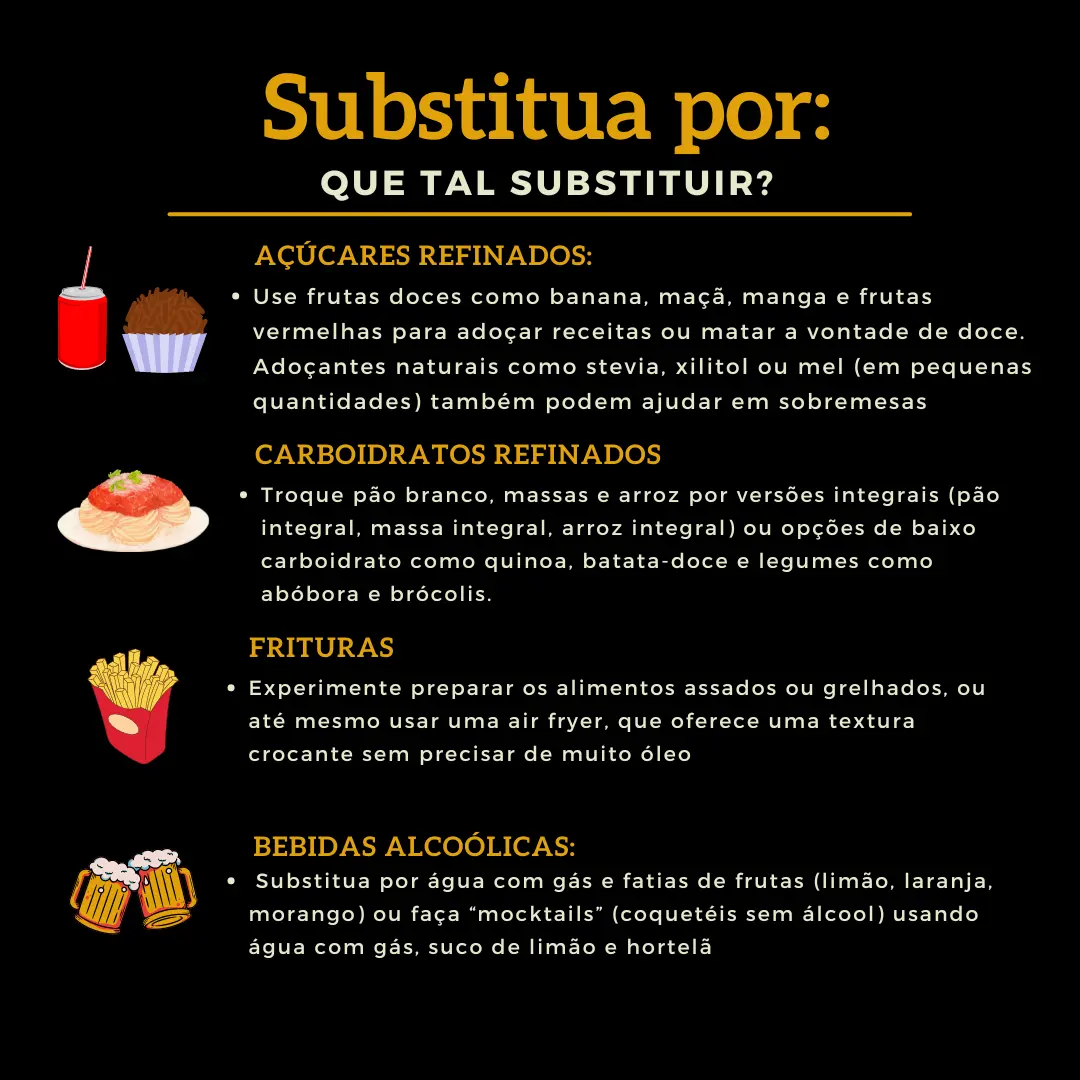 Substitua por:
QUE TAL SUBSTITUIR?
AÇÚCARES REFINADOS:
• Use frutas doces como banana, maçã, manga e frutas
vermelhas para adoçar receitas ou matar a vontade de doce.
Adoçantes naturais como stevia, xilitol ou mel (em pequenas
quantidades) também podem ajudar em sobremesas
CARBOIDRATOS REFINADOS
• Troque pão branco, massas e arroz por versões integrais (pão
integral, massa integral, arroz integral) ou opções de baixo
carboidrato como quinoa, batata-doce e legumes como
abóbora e brócolis.
FRITURAS
• Experimente preparar os alimentos assados ou grelhados, ou
até mesmo usar uma air fryer, que oferece uma textura
crocante sem precisar de muito óleo
BEBIDAS ALCOÓLICAS:
• Substitua por água com gás e fatias de frutas (limão, laranja,
morango) ou faça “mocktails” (coquetéis sem álcool) usando
água com gás, suco de limão e hortelã